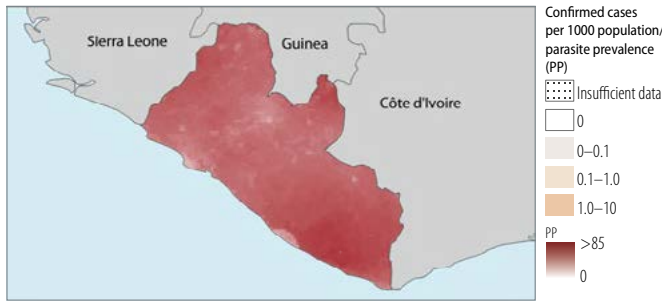 Sierra Leone
Guinea
Côte d'Ivoire
Confirmed cases
per 1000 population/
parasite prevalence
(PP)
Insufficient data
0
0–0.1
0.1–1.0
1.0–10
PP
>85
0